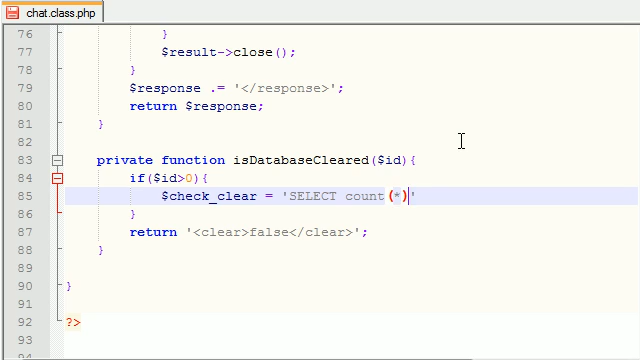 chat.class.php
76 }
77 $result->close();
78 }
79 $response .= '</response>';
80 return $response;
81 }
82
83 private function isDatabaseCleared($id){
84 if($id>0){
85 $check_clear = 'SELECT count(*)'
86 }
87 return '<clear>false</clear>';
88 }
89
90 }
91
92 ?>
93
94